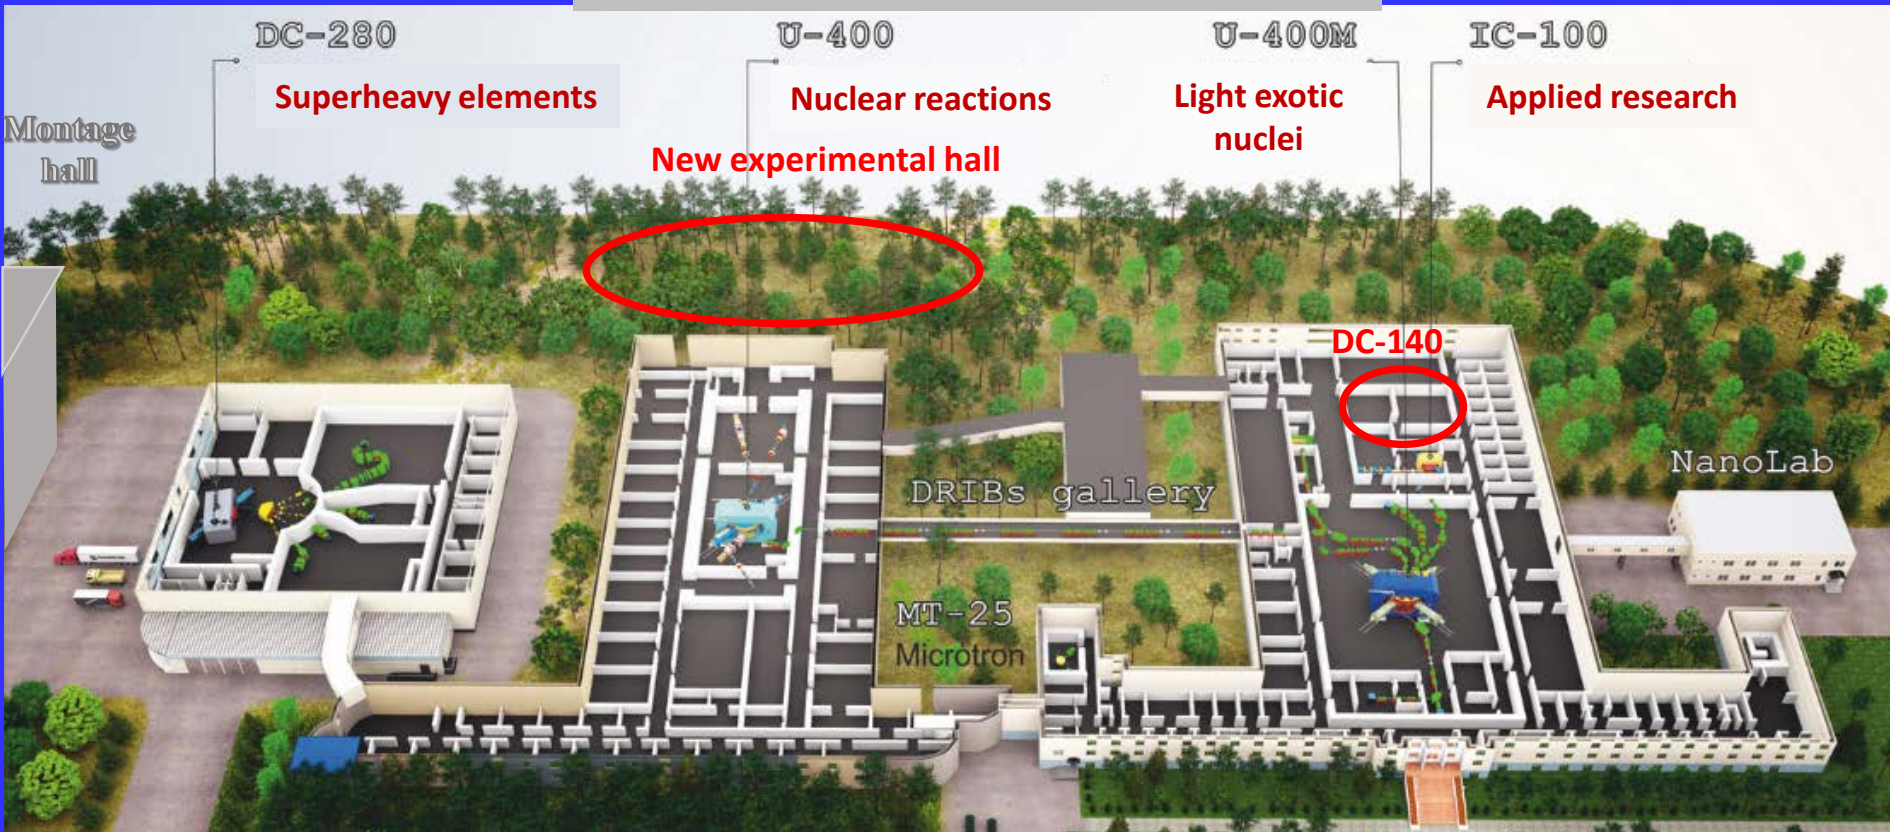 DC-280
U-400
U-400M
IC-100
Superheavy elements
Nuclear reactions
Light exotic
nuclei
Applied research
Montage
hall
New experimental hall
DC-140
NanoLab
DRIBs gallery
MT-25
Microtron